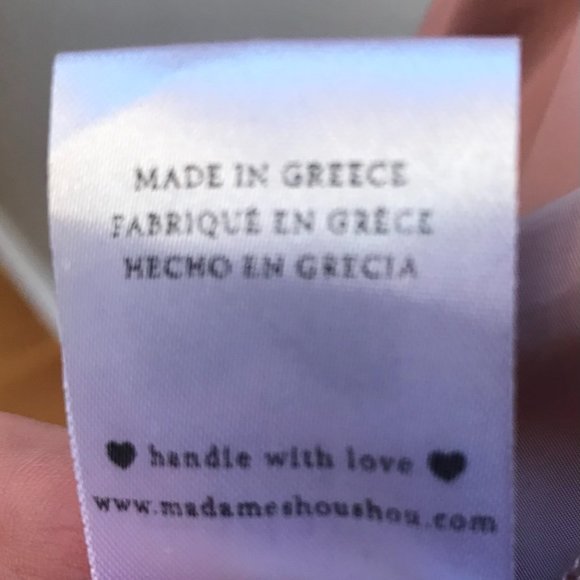 MADE IN GREECE
FABRIQUÉ EN GRÈCE
HECHO EN GRECIA
♥ handle with love ♥
www.madameshoushou.com